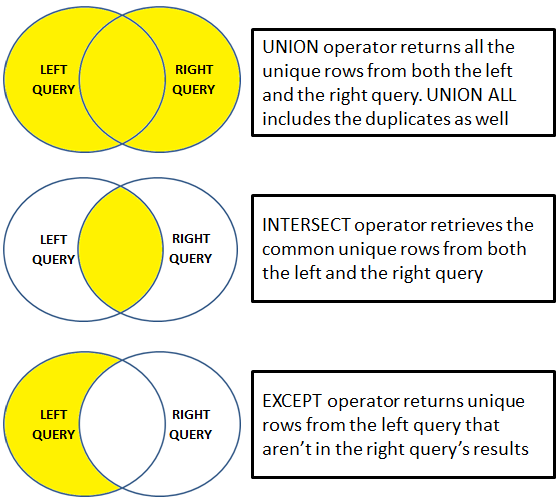 LEFT
QUERY
RIGHT
QUERY
UNION operator returns all the
unique rows from both the left
and the right query. UNION ALL
includes the duplicates as well
LEFT
QUERY
RIGHT
QUERY
INTERSECT operator retrieves the
common unique rows from both
the left and the right query
LEFT
QUERY
RIGHT
QUERY
EXCEPT operator returns unique
rows from the left query that
aren’t in the right query’s results